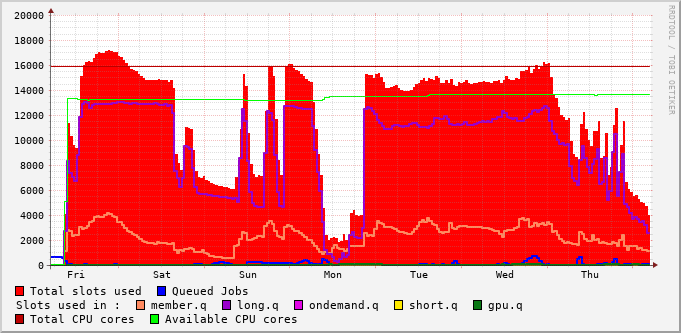 20000
18000
16000
14000
12000
10000
8000
6000
4000
2000
0
Fri Sat Sun Mon Tue Wed Thu
RRDTOOL / TOBI OETIKER
Total slots used Queued Jobs
Slots used in : member.q long.q ondemand.q short.q gpu.q
Total CPU cores Available CPU cores